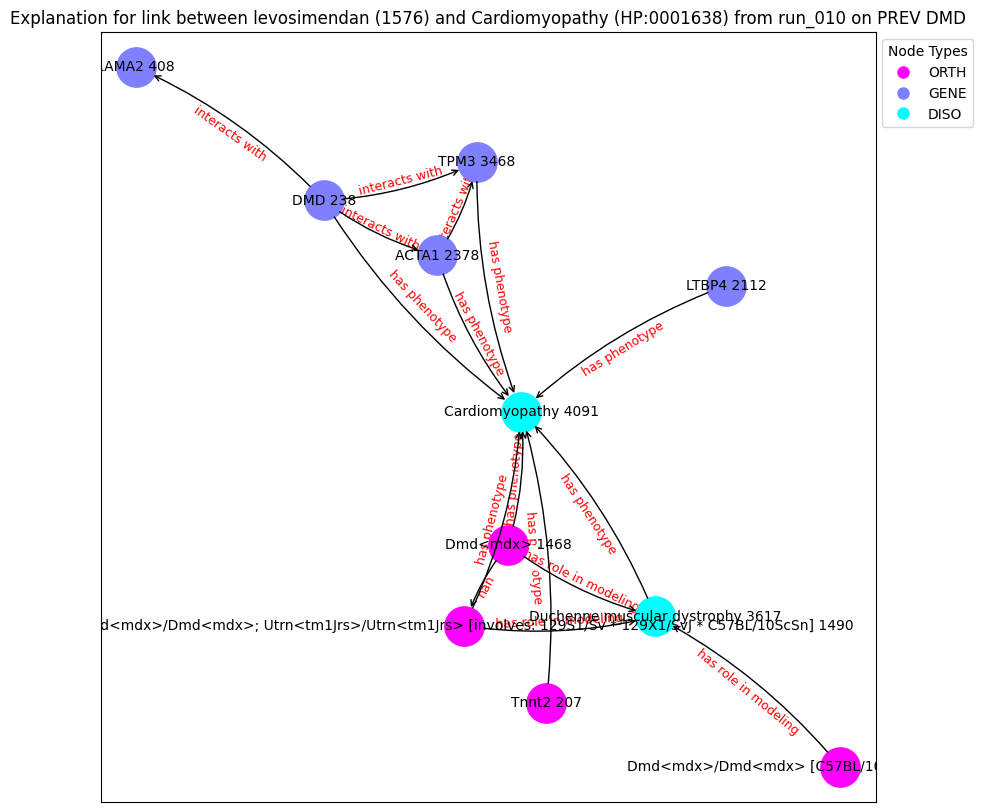 Explanation for link between levosimendan (1576) and Cardiomyopathy (HP:0001638) from run_010 on PREV DMD
Node Types
ORTH
GENE
DISO
LAMA2 408
interacts with
TPM3 3468
interacts with
DMD 238
interacts with
interacts with
ACTA1 2378
has phenotype
has phenotype
has phenotype
LTBP4 2112
has phenotype
Cardiomyopathy 4091
has phenotype
has phenotype
has phenotype
has phenotype
Dmd<mdx> 1468
has role in modeling
Duchenne muscular dystrophy 3617
has role in modeling
d<mdx>/Dmd<mdx>; Utrn<tm1Jrs>/Utrn<tm1Jrs> [involves: 129S1/Sv * 129X1/SvJ * C57BL/10ScSn] 1490
Tnnt2 207
has role in modeling
Dmd<mdx>/Dmd<mdx> [C57BL/10